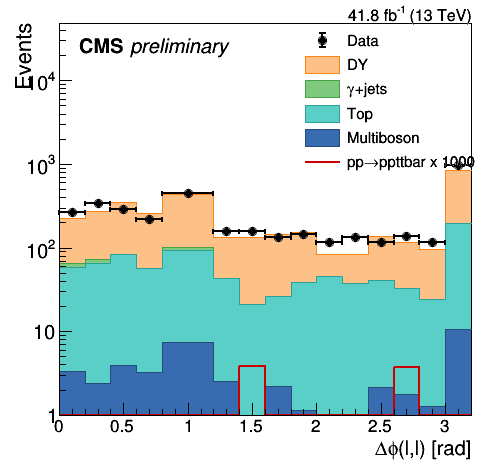 41.8 fb⁻¹ (13 TeV)
CMS preliminary
Events
Data
DY
γ+jets
Top
Multiboson
pp→ppttbar x 1000
10⁴
10³
10²
10
1
0 0.5 1 1.5 2 2.5 3
Δφ(l,l) [rad]